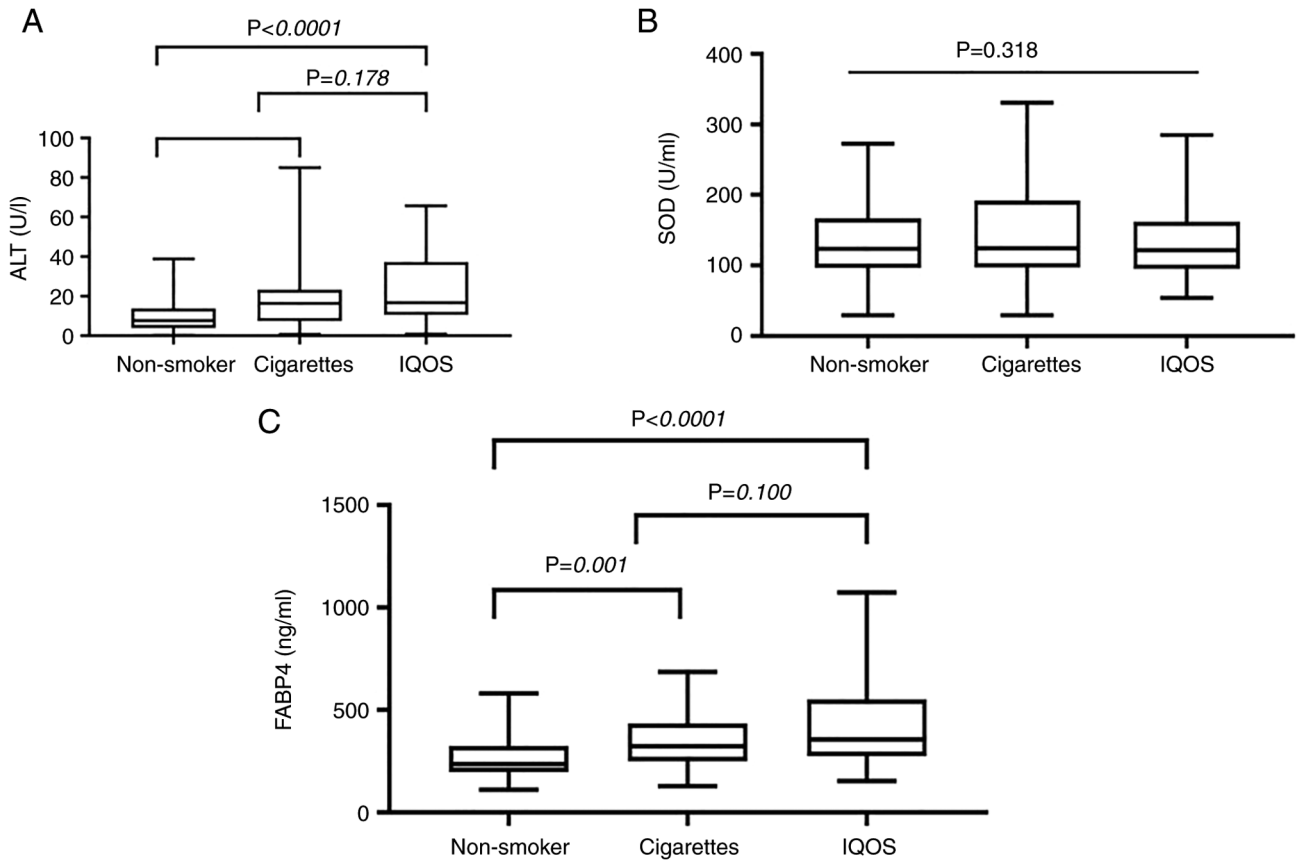 A
P<0.0001
P=0.178
100
80
60
40
20
0
ALT (U/l)
Non-smoker Cigarettes IQOS
B
P=0.318
400
300
200
100
0
SOD (U/ml)
Non-smoker Cigarettes IQOS
C
P<0.0001
P=0.100
P=0.001
1500
1000
500
0
FABP4 (ng/ml)
Non-smoker Cigarettes IQOS